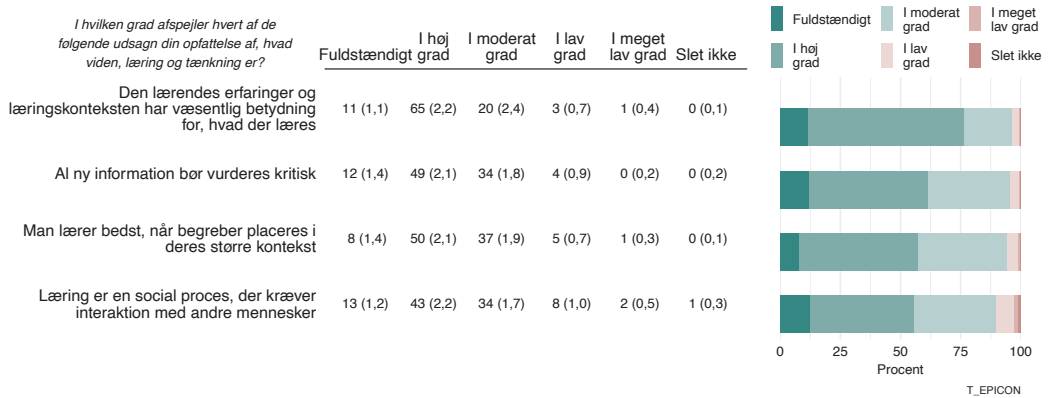 I hvilken grad afspejler hvert af de
følgende udsagn din opfattelse af, hvad
viden, læring og tænkning er?
Fuldstændigt
I høj
grad
I moderat
grad
I lav
grad
I meget
lav grad
Slet ikke
Den lærendes erfaringer og
læringskonteksten har væsentlig betydning
for, hvad der læres
11 (1,1) 65 (2,2) 20 (2,4) 3 (0,7) 1 (0,4) 0 (0,1)
Al ny information bør vurderes kritisk
12 (1,4) 49 (2,1) 34 (1,8) 4 (0,9) 0 (0,2) 0 (0,2)
Man lærer bedst, når begreber placeres i
deres større kontekst
8 (1,4) 50 (2,1) 37 (1,9) 5 (0,7) 1 (0,3) 0 (0,1)
Læring er en social proces, der kræver
interaktion med andre mennesker
13 (1,2) 43 (2,2) 34 (1,7) 8 (1,0) 2 (0,5) 1 (0,3)
Fuldstændigt
I høj
grad
I moderat
grad
I lav
grad
I meget
lav grad
Slet ikke
0 25 50 75 100
Procent
T_EPICON